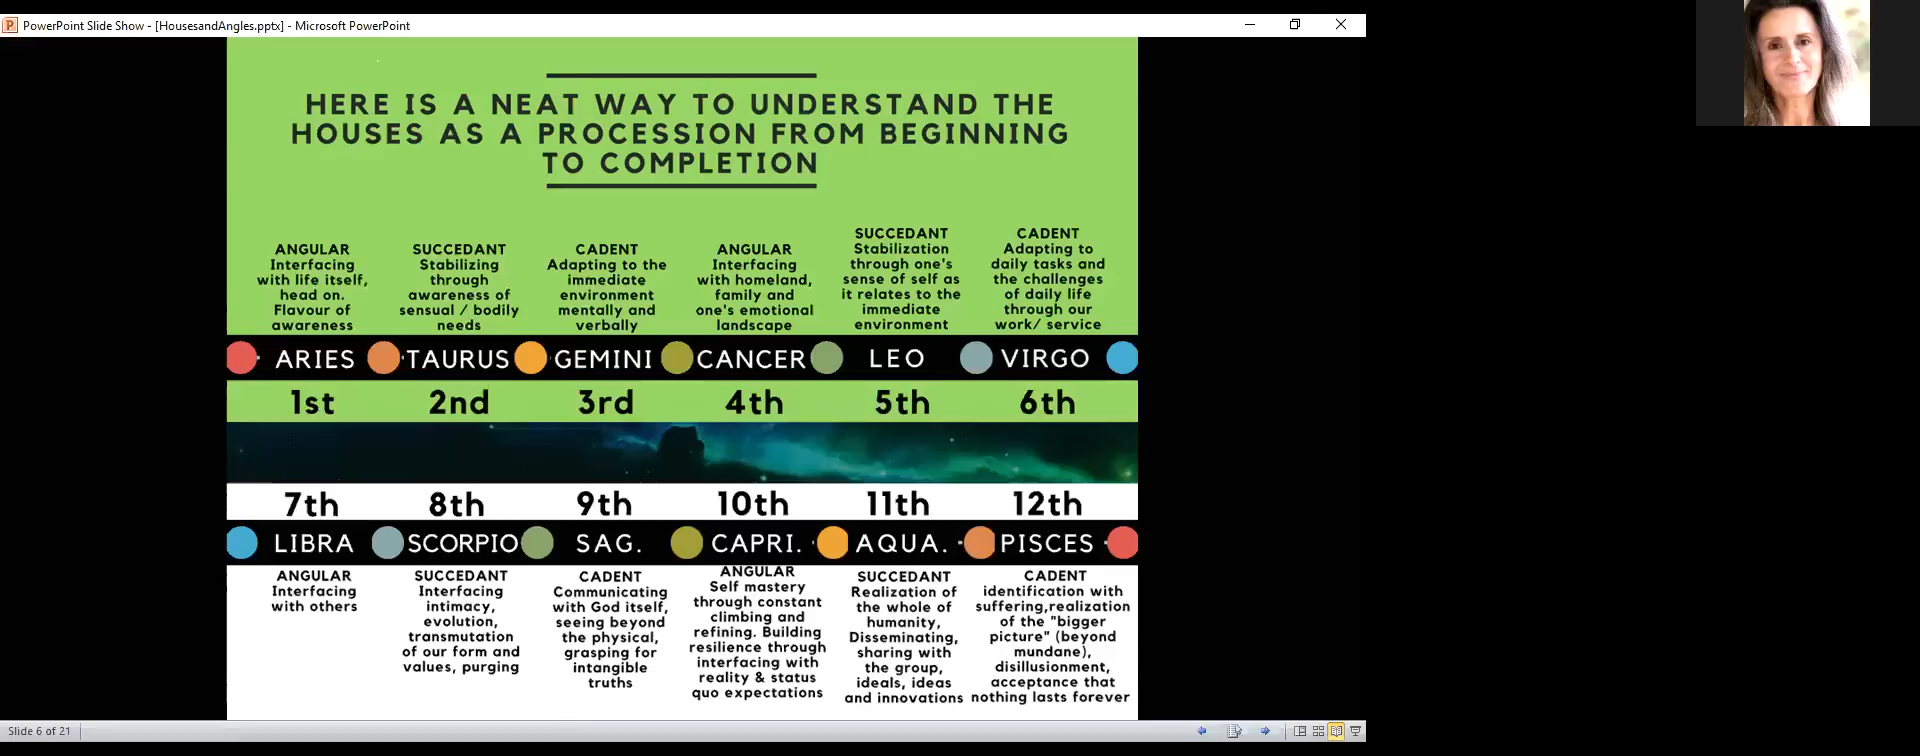 PowerPoint Slide Show - [HousesandAngles.pptx] - Microsoft PowerPoint
HERE IS A NEAT WAY TO UNDERSTAND THE
HOUSES AS A PROCESSION FROM BEGINNING
TO COMPLETION
ANGULAR
Interfacing
with life itself,
head on.
Flavour of
awareness
SUCCEDANT
Stabilizing
through
awareness of
sensual / bodily
needs
CADENT
Adapting to the
immediate
environment
mentally and
verbally
ANGULAR
Interfacing
with homeland,
family and
one's emotional
landscape
SUCCEDANT
Stabilization
through one's
sense of self as
it relates to the
immediate
environment
CADENT
Adapting to
daily tasks and
the challenges
of daily life
through our
work/ service
ARIES TAURUS GEMINI CANCER LEO VIRGO
1st 2nd 3rd 4th 5th 6th
7th 8th 9th 10th 11th 12th
LIBRA SCORPIO SAG. CAPRI. AQUA. PISCES
ANGULAR
Interfacing
with others
SUCCEDANT
Interfacing
intimacy,
evolution,
transmutation
of our form and
values, purging
CADENT
Communicating
with God itself,
seeing beyond
the physical,
grasping for
intangible
truths
ANGULAR
Self mastery
through constant
climbing and
refining. Building
resilience through
interfacing with
reality & status
quo expectations
SUCCEDANT
Realization of
the whole of
humanity,
Disseminating,
sharing with
the group,
ideals, ideas
and innovations
CADENT
identification with
suffering,realization
of the "bigger
picture" (beyond
mundane),
disillusionment,
acceptance that
nothing lasts forever
Slide 6 of 21